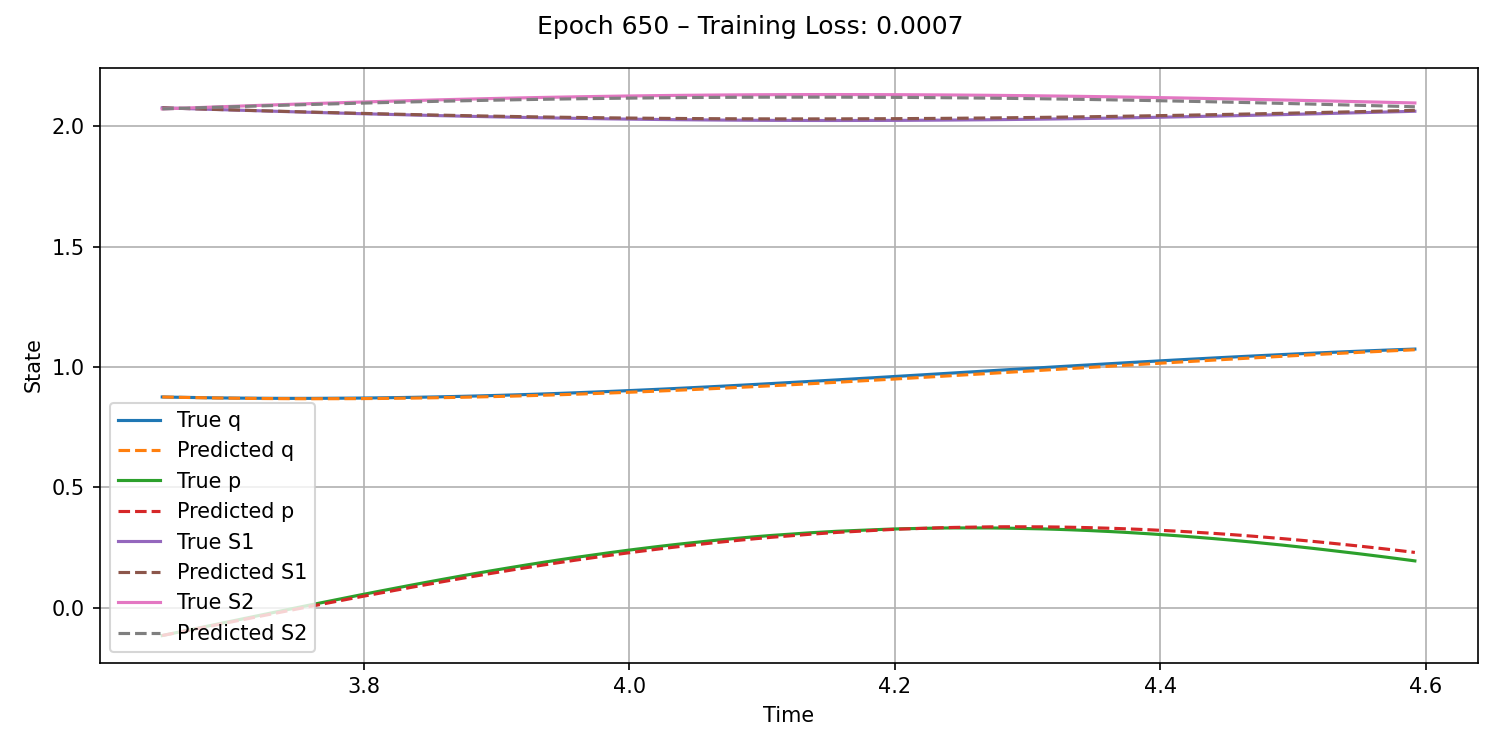 Epoch 650 – Training Loss: 0.0007
State
2.0
1.5
1.0
0.5
0.0
True q
Predicted q
True p
Predicted p
True S1
Predicted S1
True S2
Predicted S2
3.8
4.0
4.2
4.4
4.6
Time